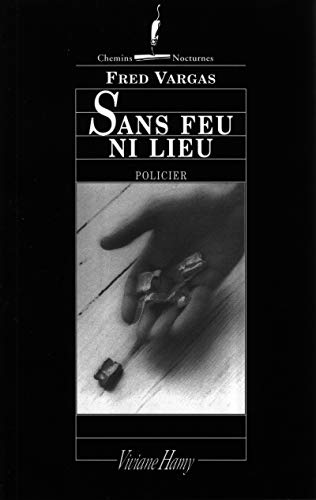 Chemins Nocturnes
FRED VARGAS
SANS FEU
NI LIEU
POLICIER
Viviane Hamy